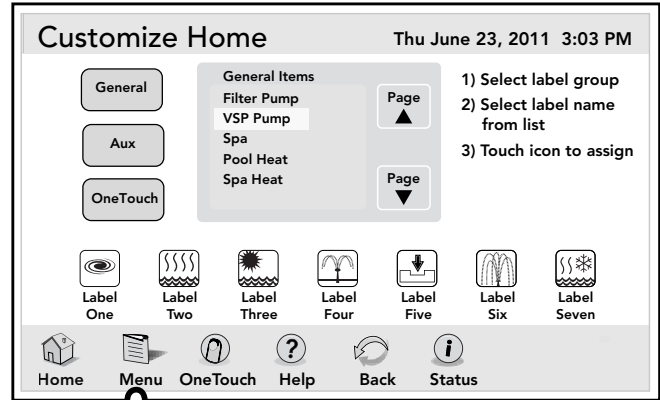 Customize Home
Thu June 23, 2011 3:03 PM
General
Aux
OneTouch
General Items
Filter Pump
VSP Pump
Spa
Pool Heat
Spa Heat
Page
Page
1) Select label group
2) Select label name
from list
3) Touch icon to assign
Label
One
Label
Two
Label
Three
Label
Four
Label
Five
Label
Six
Label
Seven
?
i
Home
Menu
OneTouch
Help
Back
Status